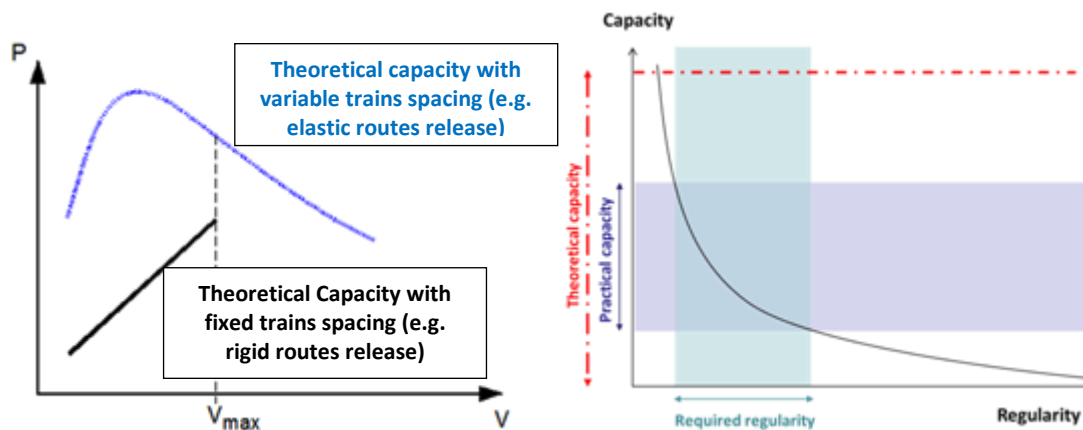 P
Theoretical capacity with
variable trains spacing (e.g.
elastic routes release)
Theoretical Capacity with
fixed trains spacing (e.g.
rigid routes release)
Vmax
V
Capacity
Theoretical capacity
Practical capacity
Required regularity
Regularity